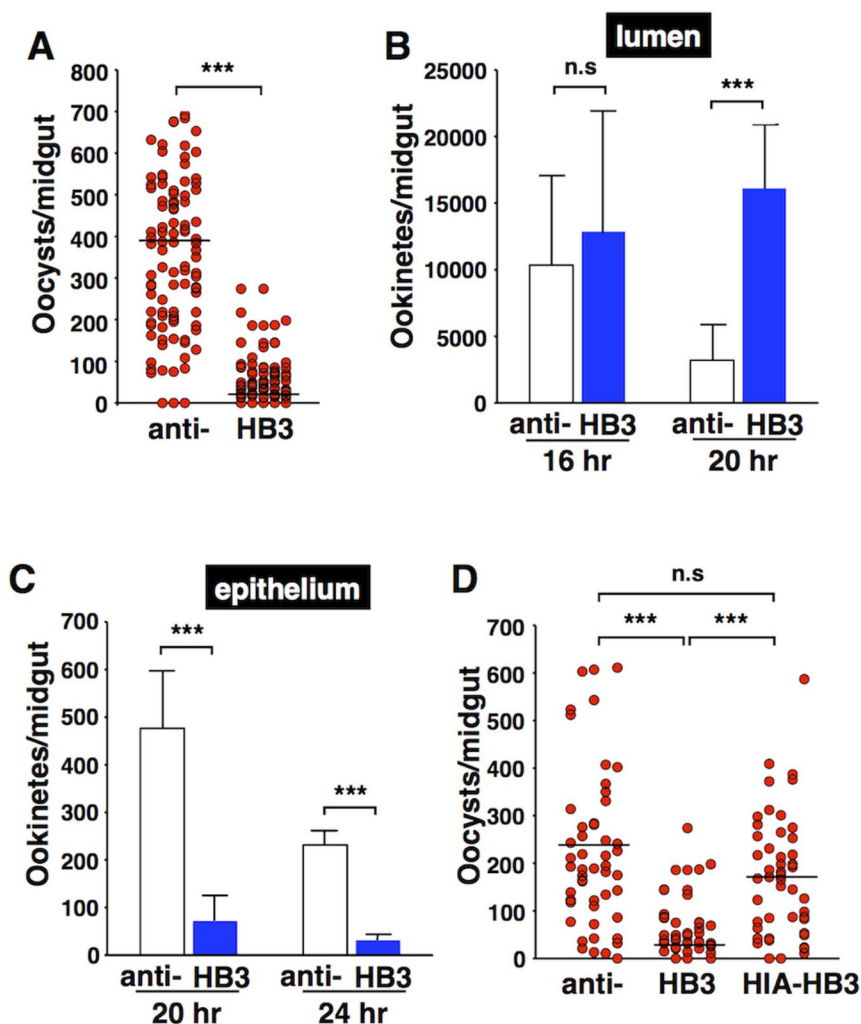 A
Oocysts/midgut
800
700
600
500
400
300
200
100
0
***
anti- HB3
B
lumen
Ookinetes/midgut
25000
20000
15000
10000
5000
0
n.s
***
anti- HB3 anti- HB3
16 hr 20 hr
C
epithelium
Ookinetes/midgut
700
600
500
400
300
200
100
0
***
***
anti- HB3 anti- HB3
20 hr 24 hr
D
Oocysts/midgut
700
600
500
400
300
200
100
0
n.s
*** ***
anti- HB3 HIA-HB3